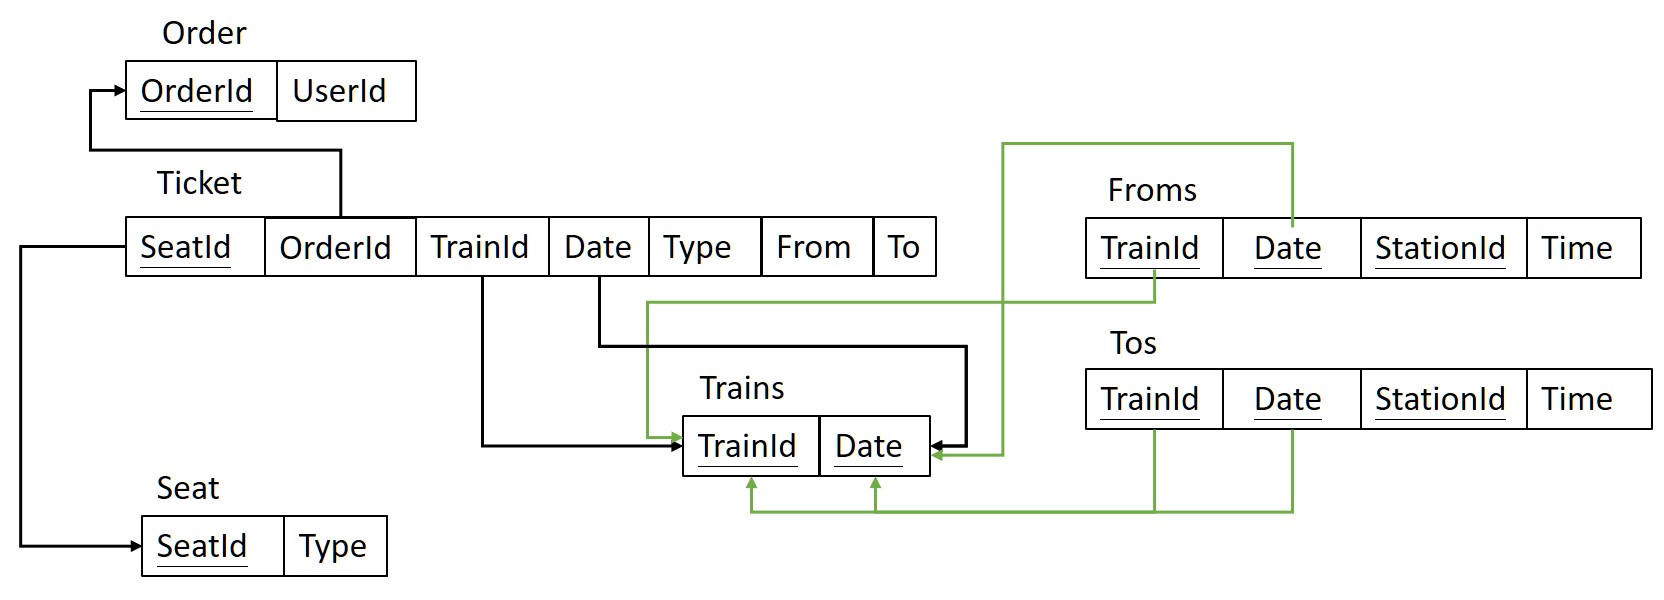 Order
OrderId UserId
Ticket
SeatId OrderId TrainId Date Type From To
Froms
TrainId Date StationId Time
Tos
TrainId Date StationId Time
Trains
TrainId Date
Seat
SeatId Type